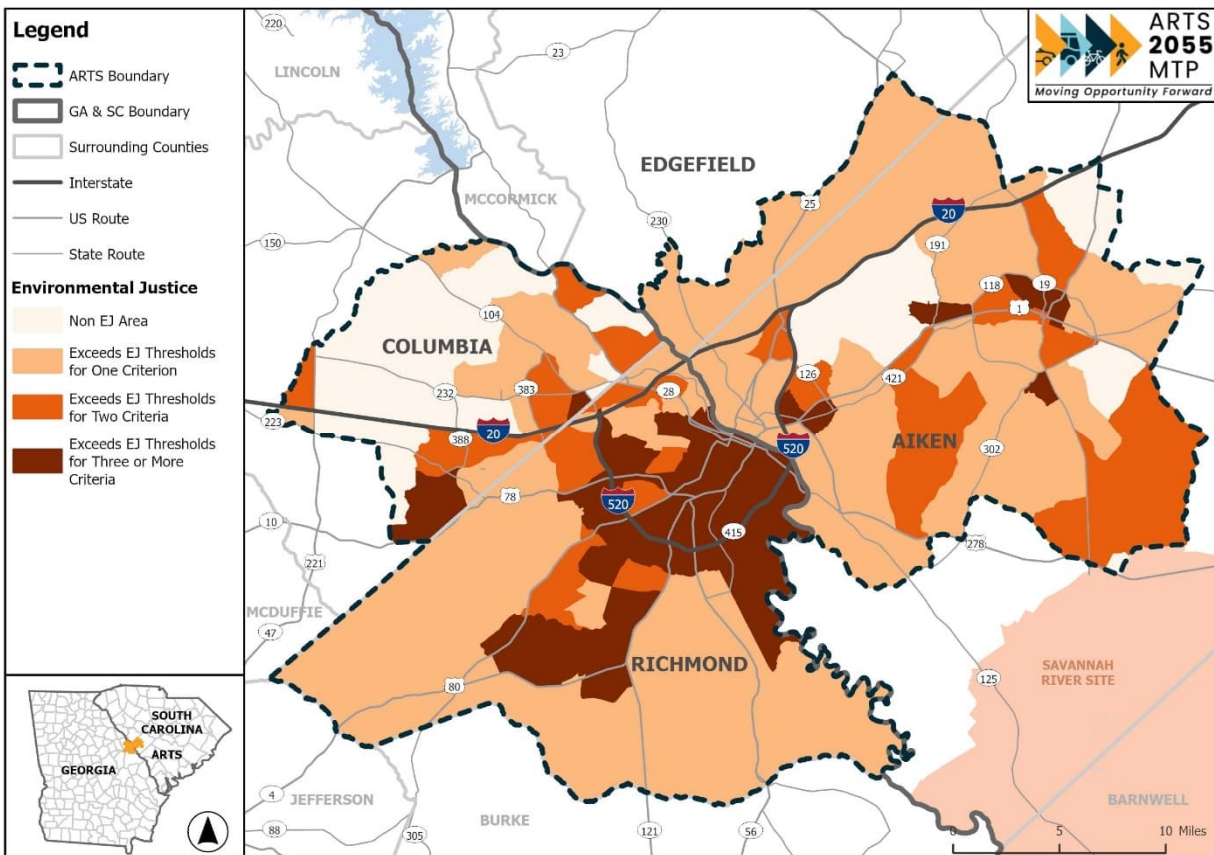 Legend
ARTS Boundary
GA & SC Boundary
Surrounding Counties
Interstate
US Route
State Route
Environmental Justice
Non EJ Area
Exceeds EJ Thresholds
for One Criterion
Exceeds EJ Thresholds
for Two Criteria
Exceeds EJ Thresholds
for Three or More
Criteria
SOUTH
CAROLINA
ARTS
GEORGIA
ARTS
2055
MTP
Moving Opportunity Forward
220
23
LINCOLN
EDGEFIELD
MCCORMICK
25
20
230
150
191
118
19
1
104
COLUMBIA
126
421
232
383
28
223
388
20
520
AIKEN
302
78
520
10
415
278
221
MCDUFFIE
47
RICHMOND
SAVANNAH
RIVER SITE
80
125
4
JEFFERSON
BURKE
BARNWELL
88
305
121
56
0
5
10 Miles